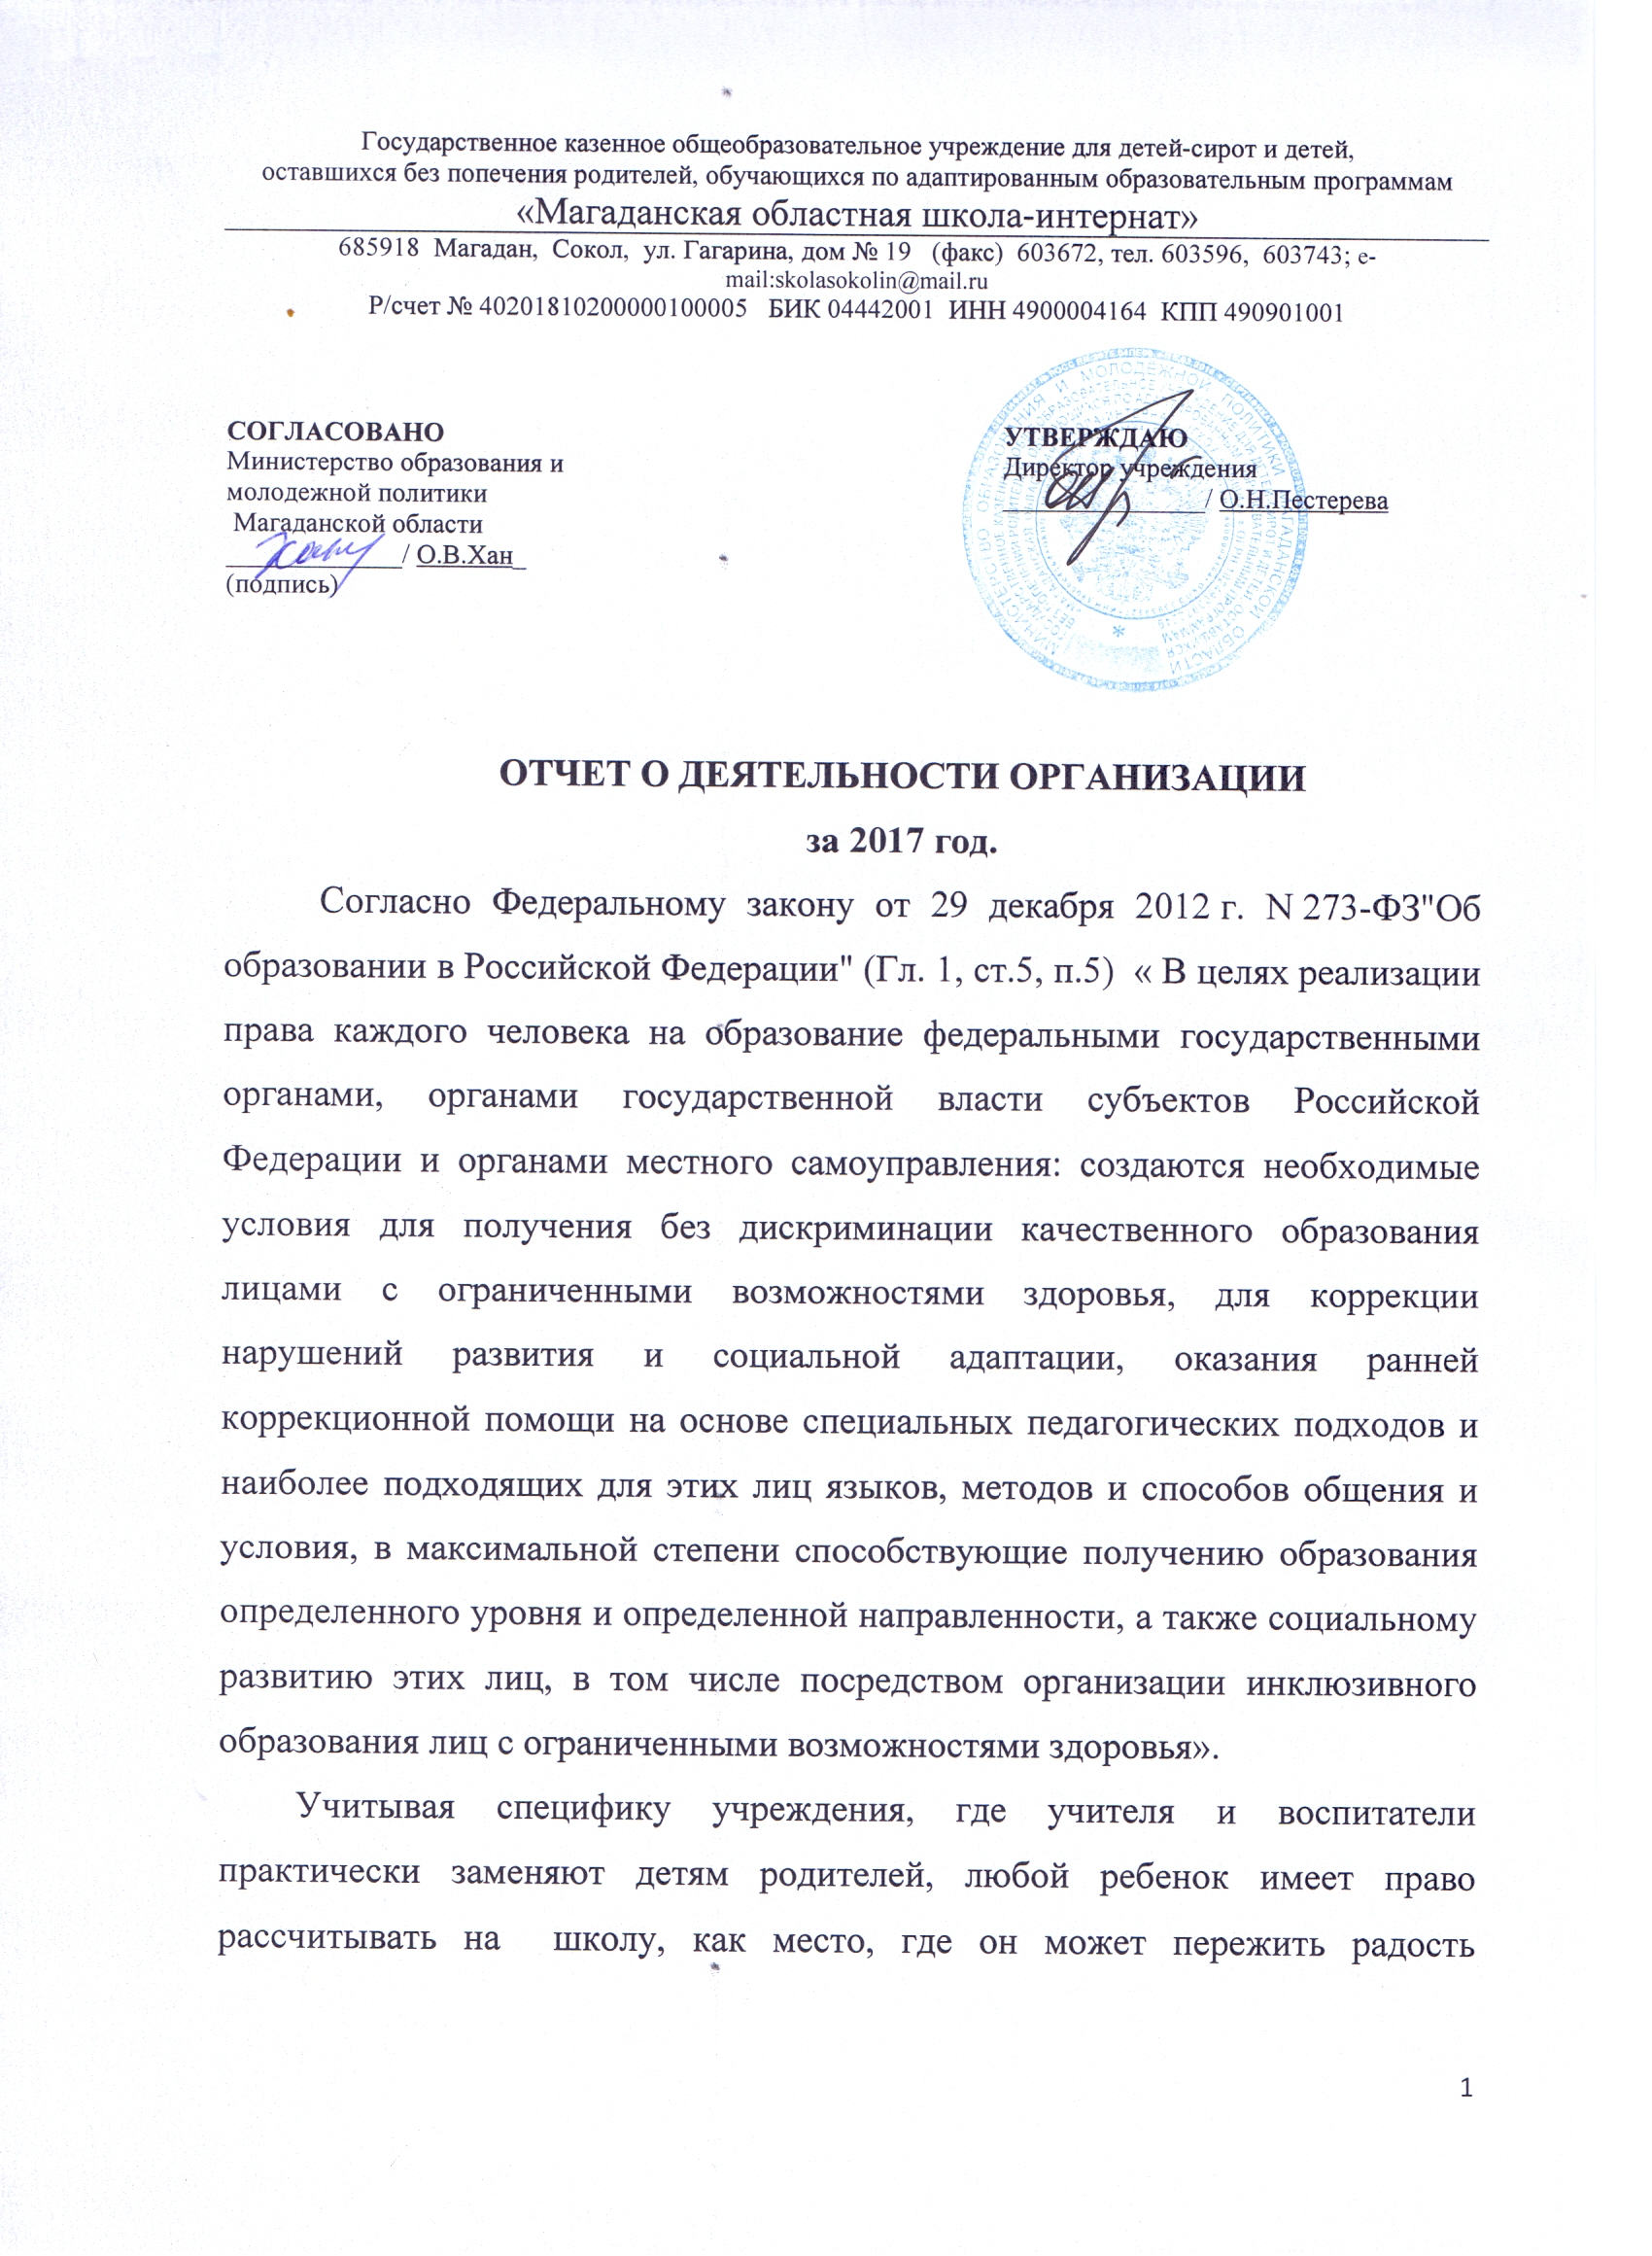 Государственное казенное общеобразовательное учреждение для детей-сирот и детей,
оставшихся без попечения родителей, обучающихся по адаптированным образовательным программам
«Магаданская областная школа-интернат»
685918 Магадан, Сокол, ул. Гагарина, дом № 19 (факс) 603672, тел. 603596, 603743; e-
mail:skolasokolin@mail.ru
Р/счет № 40201810200000100005 БИК 04442001 ИНН 4900004164 КПП 490901001
СОГЛАСОВАНО
Министерство образования и
молодежной политики
Магаданской области
/ О.В.Хан
(подпись)
УТВЕРЖДАЮ
Директор учреждения
/ О.Н.Пестерева
МИНИСТЕРСТВО ОБРАЗОВАНИЯ И МОЛОДЕЖНОЙ ПОЛИТИКИ МАГАДАНСКОЙ ОБЛАСТИ
ОТЧЕТ О ДЕЯТЕЛЬНОСТИ ОРГАНИЗАЦИИ
за 2017 год.
Согласно Федеральному закону от 29 декабря 2012 г. N 273-ФЗ"Об
образовании в Российской Федерации" (Гл. 1, ст.5, п.5) « В целях реализации
права каждого человека на образование федеральными государственными
органами, органами государственной власти субъектов Российской
Федерации и органами местного самоуправления: создаются необходимые
условия для получения без дискриминации качественного образования
лицами с ограниченными возможностями здоровья, для коррекции
нарушений развития и социальной адаптации, оказания ранней
коррекционной помощи на основе специальных педагогических подходов и
наиболее подходящих для этих лиц языков, методов и способов общения и
условия, в максимальной степени способствующие получению образования
определенного уровня и определенной направленности, а также социальному
развитию этих лиц, в том числе посредством организации инклюзивного
образования лиц с ограниченными возможностями здоровья».
Учитывая специфику учреждения, где учителя и воспитатели
практически заменяют детям родителей, любой ребенок имеет право
рассчитывать на школу, как место, где он может пережить радость
1